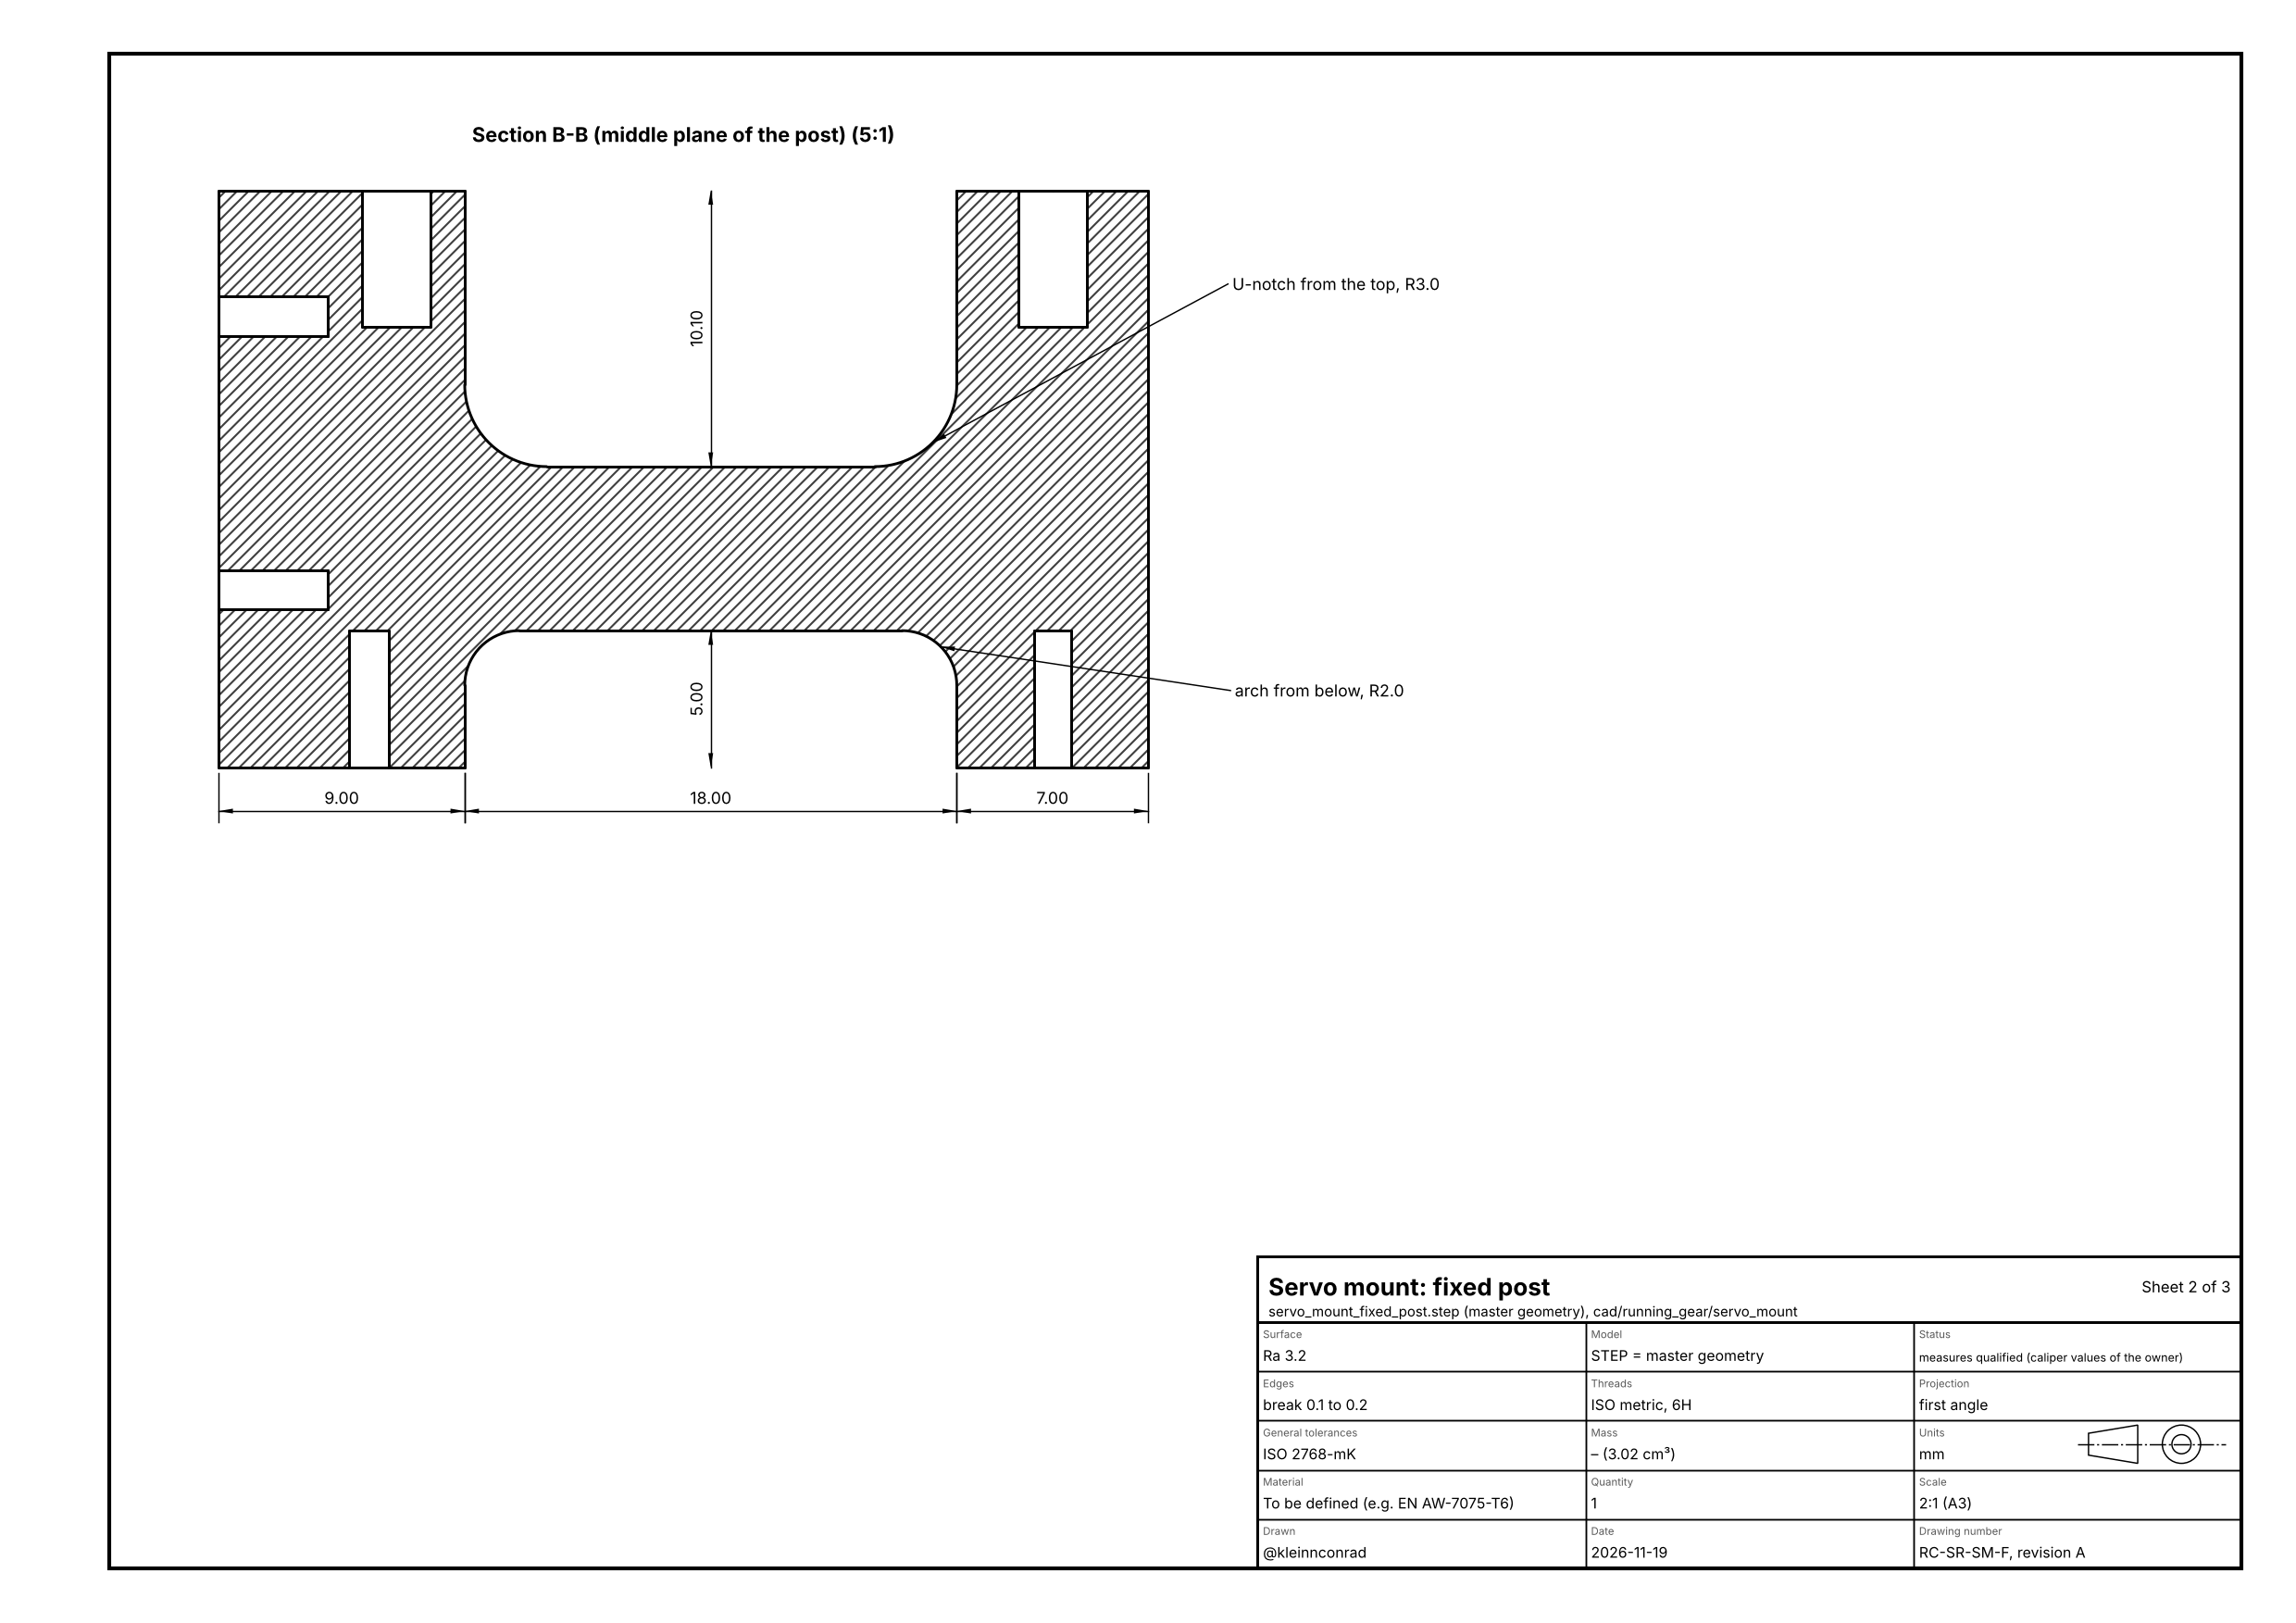 Section B-B (middle plane of the post) (5:1)
U-notch from the top, R3.0
10.10
arch from below, R2.0
5.00
9.00
18.00
7.00
Servo mount: fixed post
Sheet 2 of 3
servo_mount_fixed_post.step (master geometry), cad/running_gear/servo_mount
Surface
Model
Status
Ra 3.2
STEP = master geometry
measures qualified (caliper values of the owner)
Edges
Threads
Projection
break 0.1 to 0.2
ISO metric, 6H
first angle
General tolerances
Mass
Units
ISO 2768-mK
– (3.02 cm³)
mm
Material
Quantity
Scale
To be defined (e.g. EN AW-7075-T6)
1
2:1 (A3)
Drawn
Date
Drawing number
@kleinnconrad
2026-11-19
RC-SR-SM-F, revision A